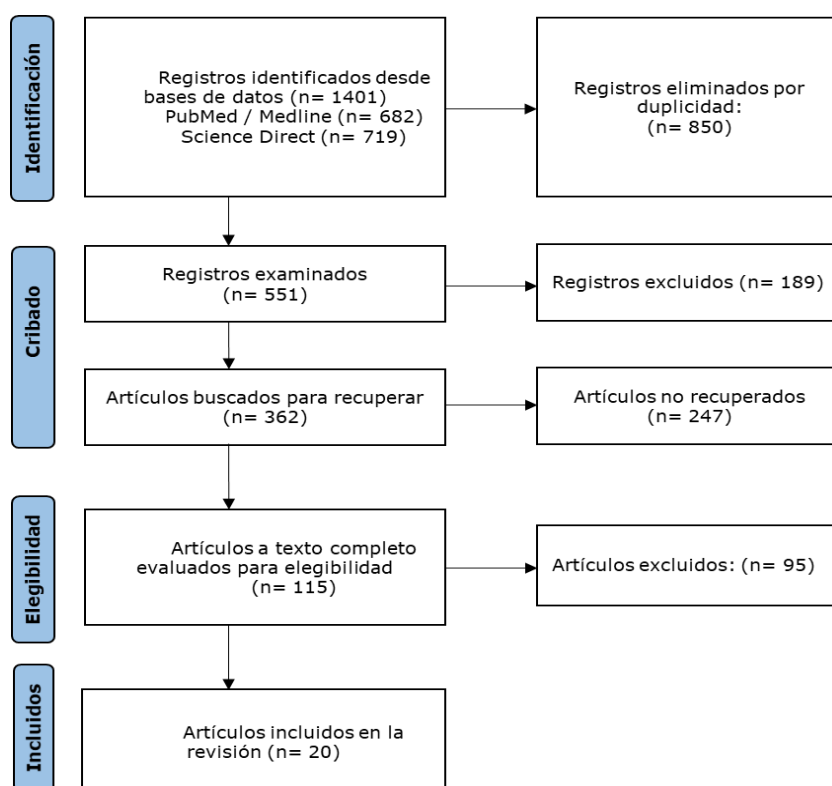 Identificación
Registros identificados desde
bases de datos (n= 1401)
PubMed / Medline (n= 682)
Science Direct (n= 719)
Registros eliminados por
duplicidad:
(n= 850)
Cribado
Registros examinados
(n= 551)
Registros excluidos (n= 189)
Artículos buscados para recuperar
(n= 362)
Artículos no recuperados
(n= 247)
Elegibilidad
Artículos a texto completo
evaluados para elegibilidad
(n= 115)
Artículos excluidos: (n= 95)
Incluidos
Artículos incluidos en la
revisión (n= 20)